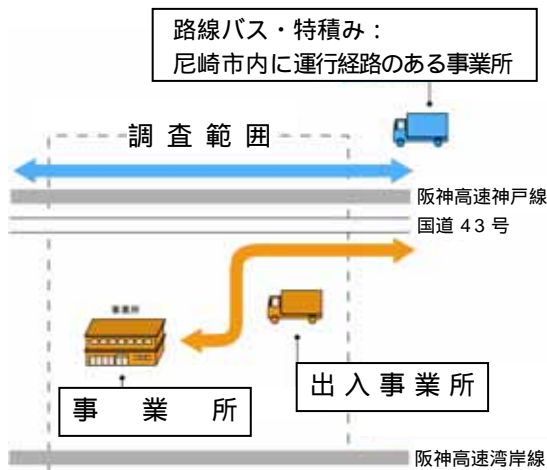 路線バス・特積み：
尼崎市内に運行経路のある事業所
調査範囲
阪神高速神戸線
国道43号
事業所
出入事業所
事業所
阪神高速湾岸線